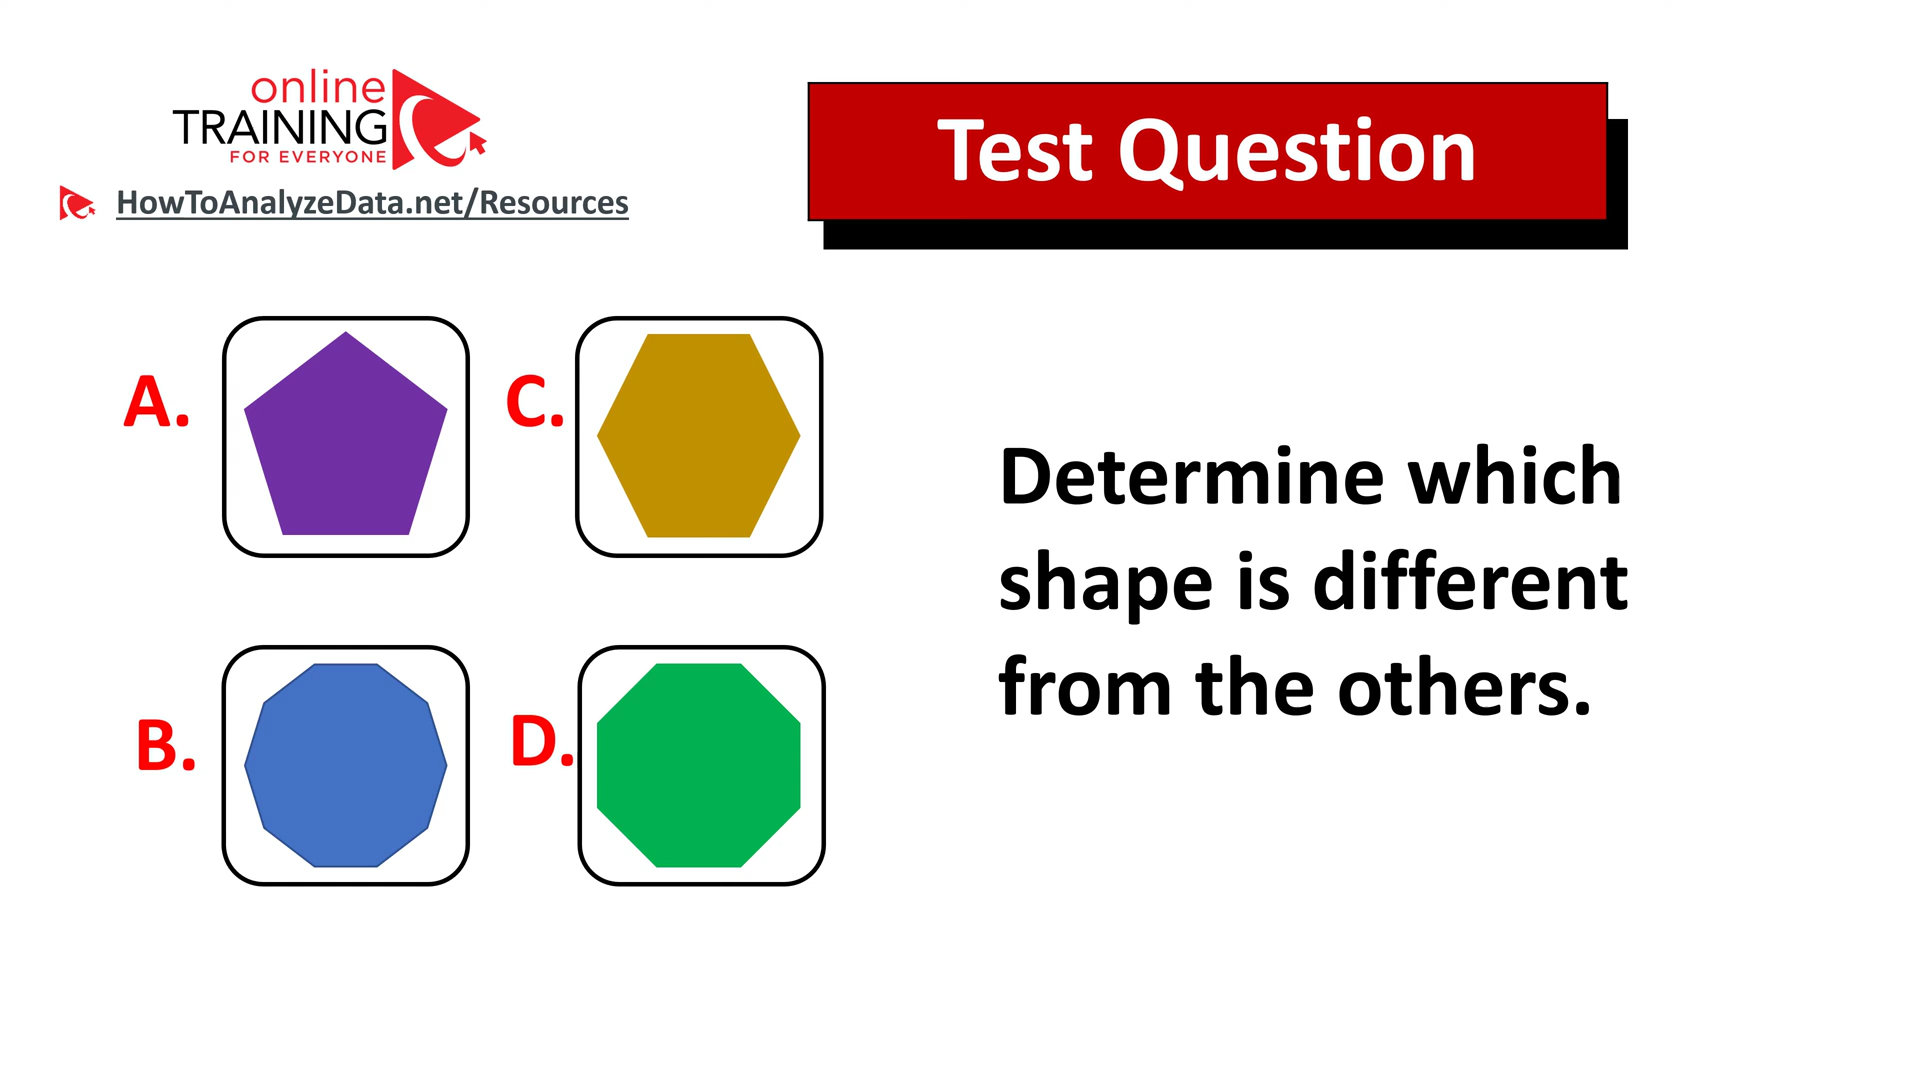 online
TRAINING
FOR EVERYONE
HowToAnalyzeData.net/Resources
Test Question
A.
C.
B.
D.
Determine which
shape is different
from the others.